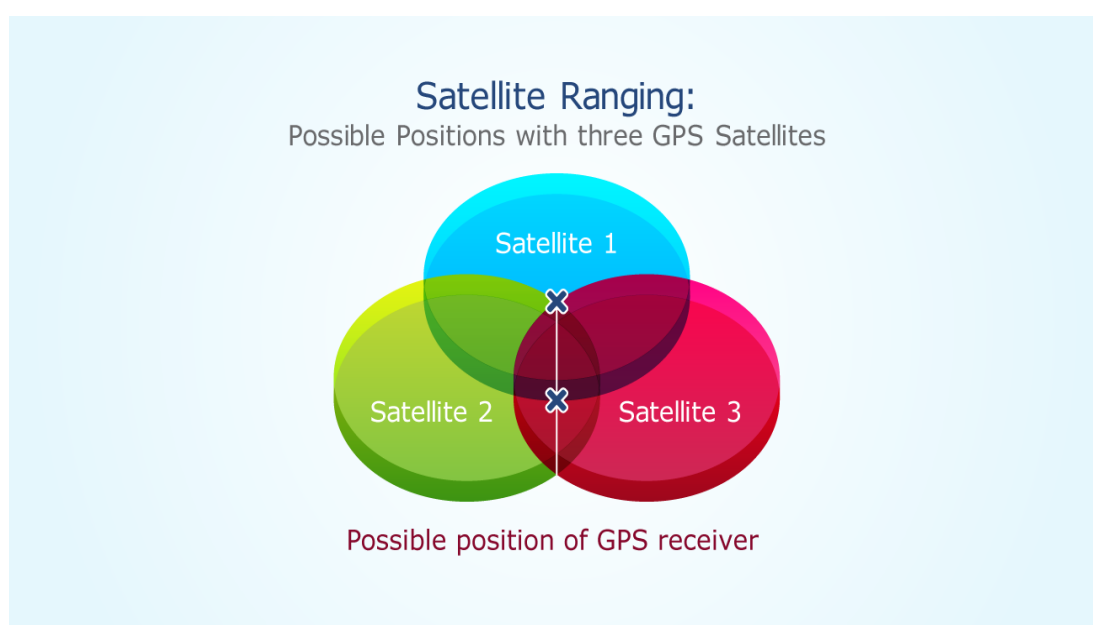 Satellite Ranging:
Possible Positions with three GPS Satellites
Satellite 1
Satellite 2
Satellite 3
Possible position of GPS receiver